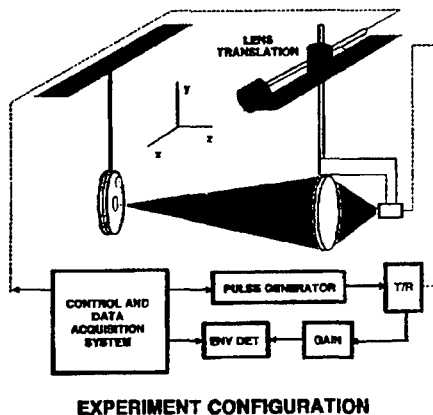 LENS
TRANSLATION
y
z
x
CONTROL AND
DATA
ACQUISITION
SYSTEM
PULSE GENERATOR
T/R
ENV DET
GAIN
EXPERIMENT CONFIGURATION